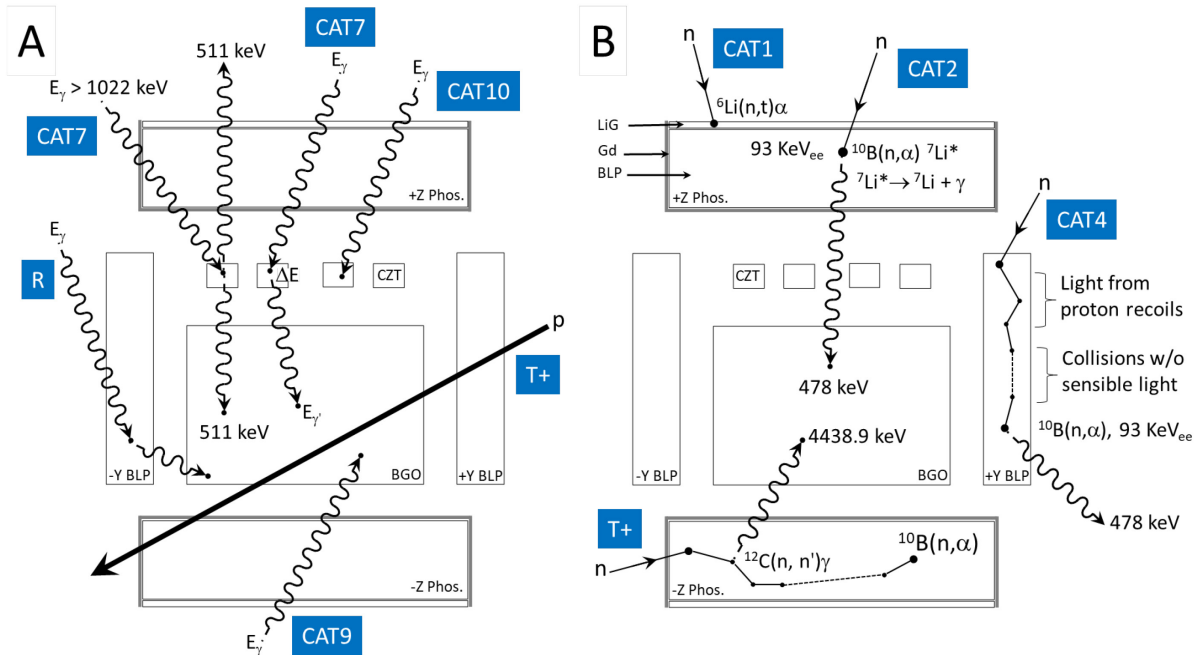 A
511 keV
CAT7
Eγ
Eγ
CAT10
Eγ > 1022 keV
CAT7
+Z Phos.
Eγ
R
ΔE
CZT
p
T+
Eγ'
511 keV
-Y BLP
BGO
+Y BLP
-Z Phos.
Eγ
CAT9
B
n
CAT1
n
CAT2
⁶Li(n,t)α
LiG
Gd
BLP
93 KeVₑₑ
¹⁰B(n,α) ⁷Li*
⁷Li* → ⁷Li + γ
+Z Phos.
n
CAT4
CZT
Light from
proton recoils
Collisions w/o
sensible light
478 keV
4438.9 keV
¹⁰B(n,α), 93 KeVₑₑ
-Y BLP
BGO
+Y BLP
478 keV
T+
n
¹²C(n, n')γ
¹⁰B(n,α)
-Z Phos.